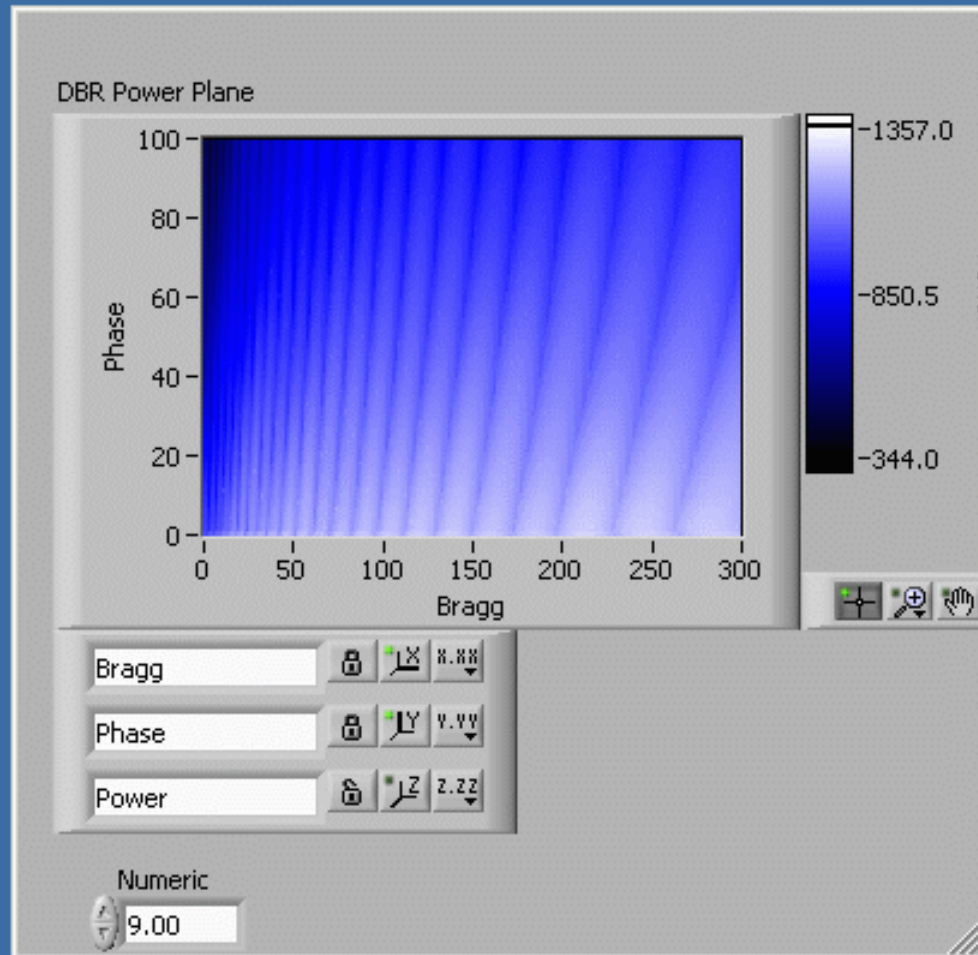 DBR Power Plane
100
80
60
40
20
0
Phase
0 50 100 150 200 250 300
Bragg
-1357.0
-850.5
-344.0
Bragg
X X.XX
Phase
Y Y.YY
Power
Z Z.ZZ
Numeric
9.00